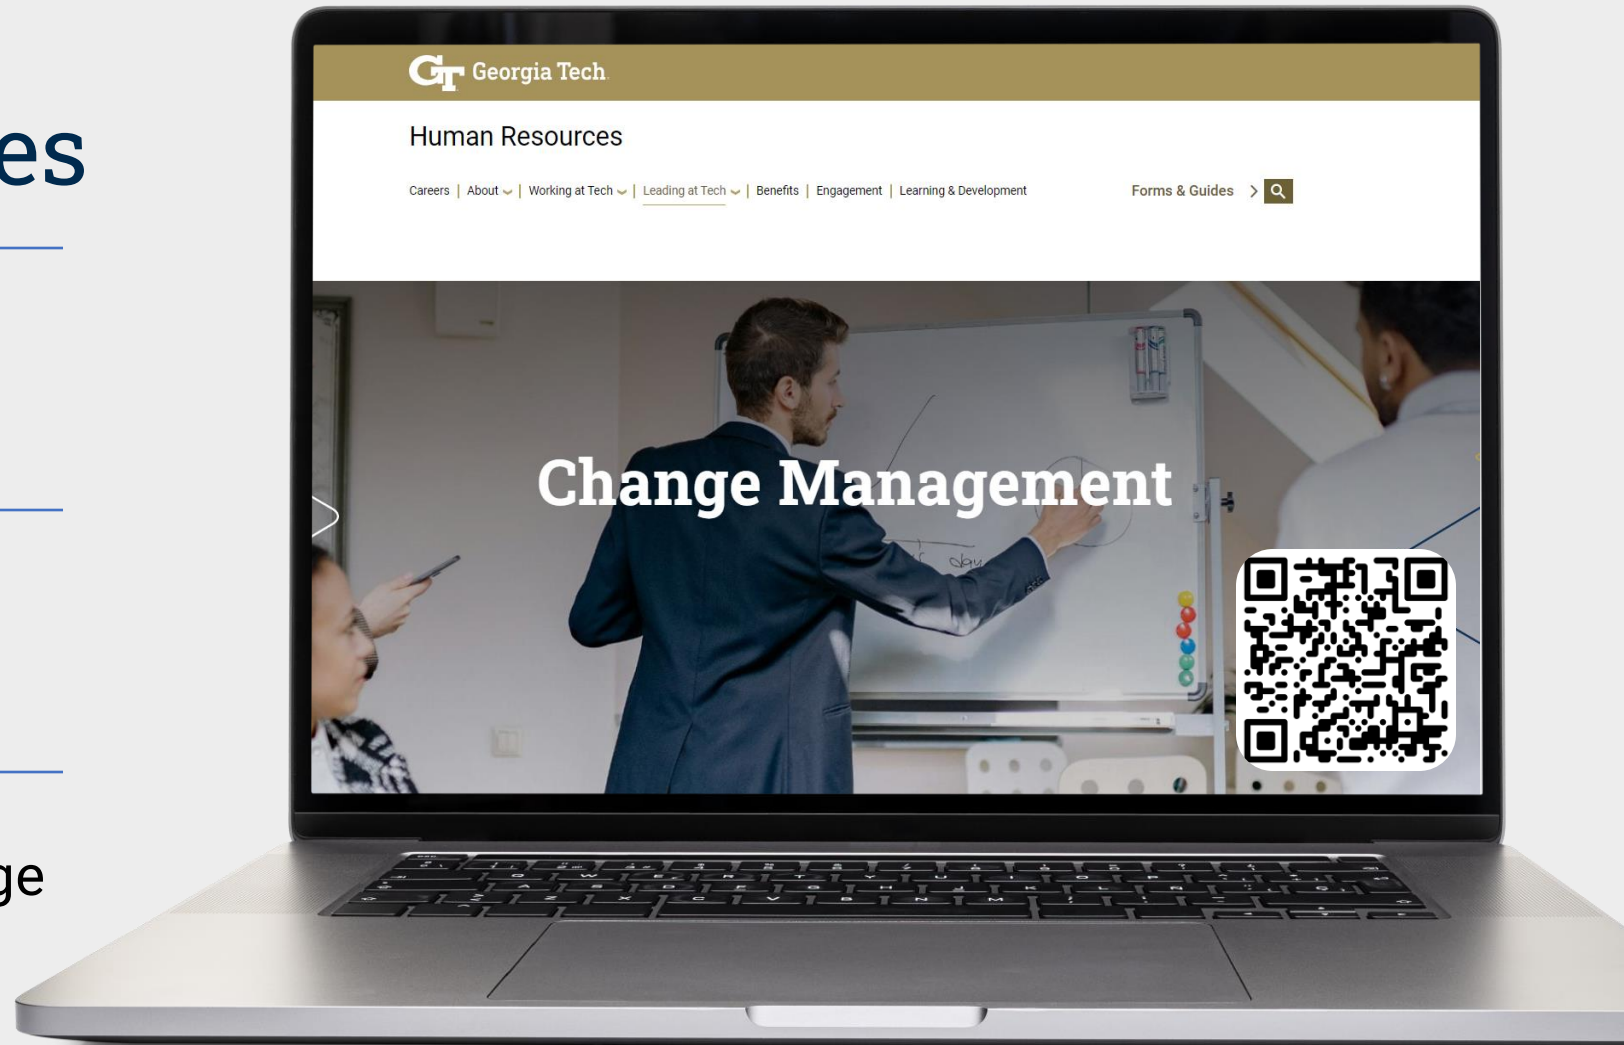 es
ge
GT Georgia Tech
Human Resources
Careers | About | Working at Tech | Leading at Tech | Benefits | Engagement | Learning & Development
Forms & Guides
Change Management